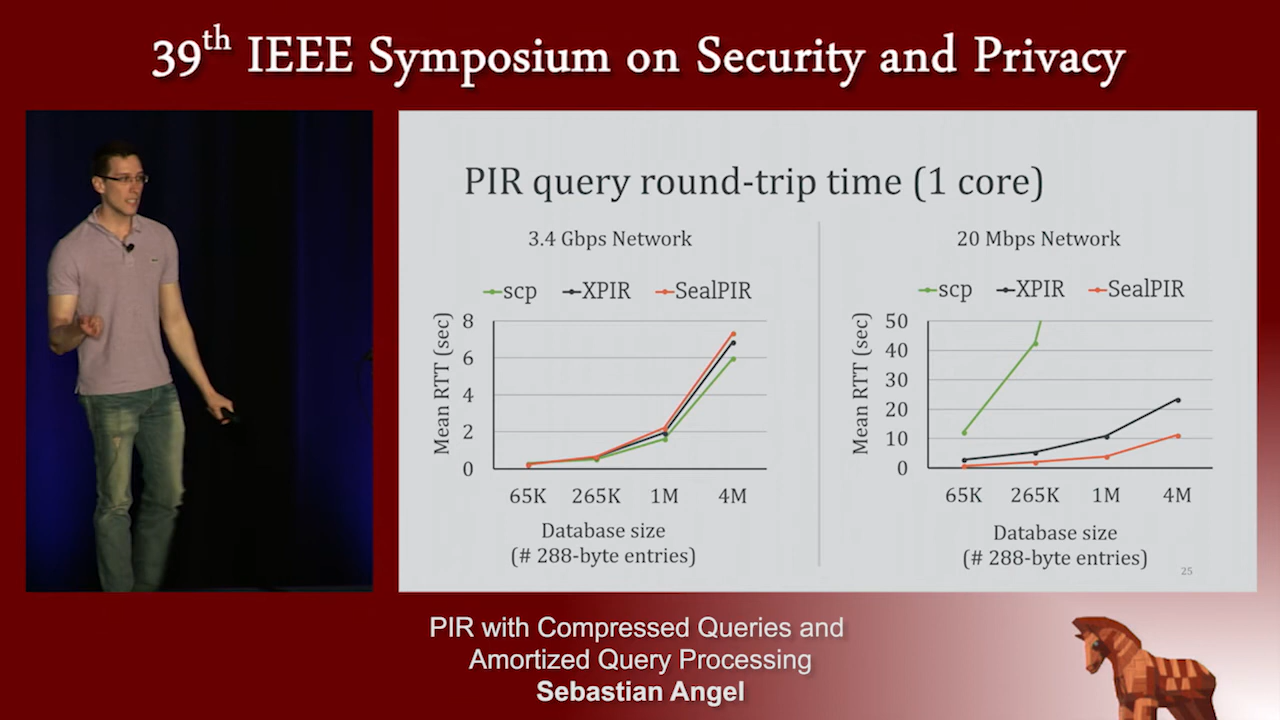 39th IEEE Symposium on Security and Privacy
PIR query round-trip time (1 core)
3.4 Gbps Network
scp XPIR SealPIR
Mean RTT (sec)
8
6
4
2
0
65K 265K 1M 4M
Database size
(# 288-byte entries)
20 Mbps Network
scp XPIR SealPIR
Mean RTT (sec)
50
40
30
20
10
0
65K 265K 1M 4M
Database size
(# 288-byte entries)
25
PIR with Compressed Queries and
Amortized Query Processing
Sebastian Angel